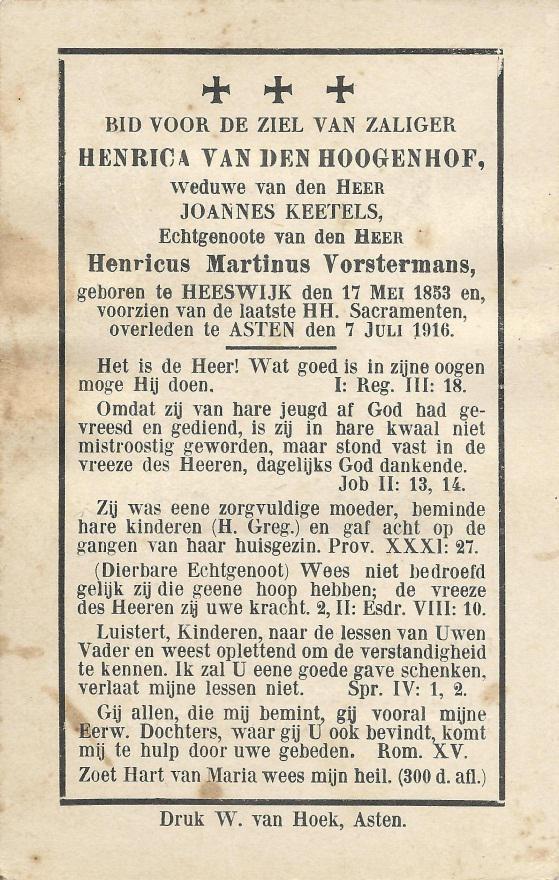 BID VOOR DE ZIEL VAN ZALIGER
HENRICA VAN DEN HOOGENHOF,
weduwe van den HEER
JOANNES KEETELS,
Echtgenoote van den HEER
Henricus Martinus Vorstermans,
geboren te HEESWIJK den 17 MEI 1853 en,
voorzien van de laatste HH. Sacramenten,
overleden te ASTEN den 7 JULI 1916.
Het is de Heer! Wat goed is in zijne oogen
moge Hij doen. I: Reg. III: 18.
Omdat zij van hare jeugd af God had ge-
vreesd en gediend, is zij in hare kwaal niet
mistroostig geworden, maar stond vast in de
vreeze des Heeren, dagelijks God dankende.
Job II: 13, 14.
Zij was eene zorgvuldige moeder, beminde
hare kinderen (H. Greg.) en gaf acht op de
gangen van haar huisgezin. Prov. XXXI: 27.
(Dierbare Echtgenoot) Wees niet bedroefd
gelijk zij die geene hoop hebben; de vreeze
des Heeren zij uwe kracht. 2, II: Esdr. VIII: 10.
Luistert, Kinderen, naar de lessen van Uwen
Vader en weest oplettend om de verstandigheid
te kennen. Ik zal U eene goede gave schenken,
verlaat mijne lessen niet. Spr. IV: 1, 2.
Gij allen, die mij bemint, gij vooral mijne
Eerw. Dochters, waar gij U ook bevindt, komt
mij te hulp door uwe gebeden. Rom. XV.
Zoet Hart van Maria wees mijn heil. (300 d. afl.)
Druk W. van Hoek, Asten.